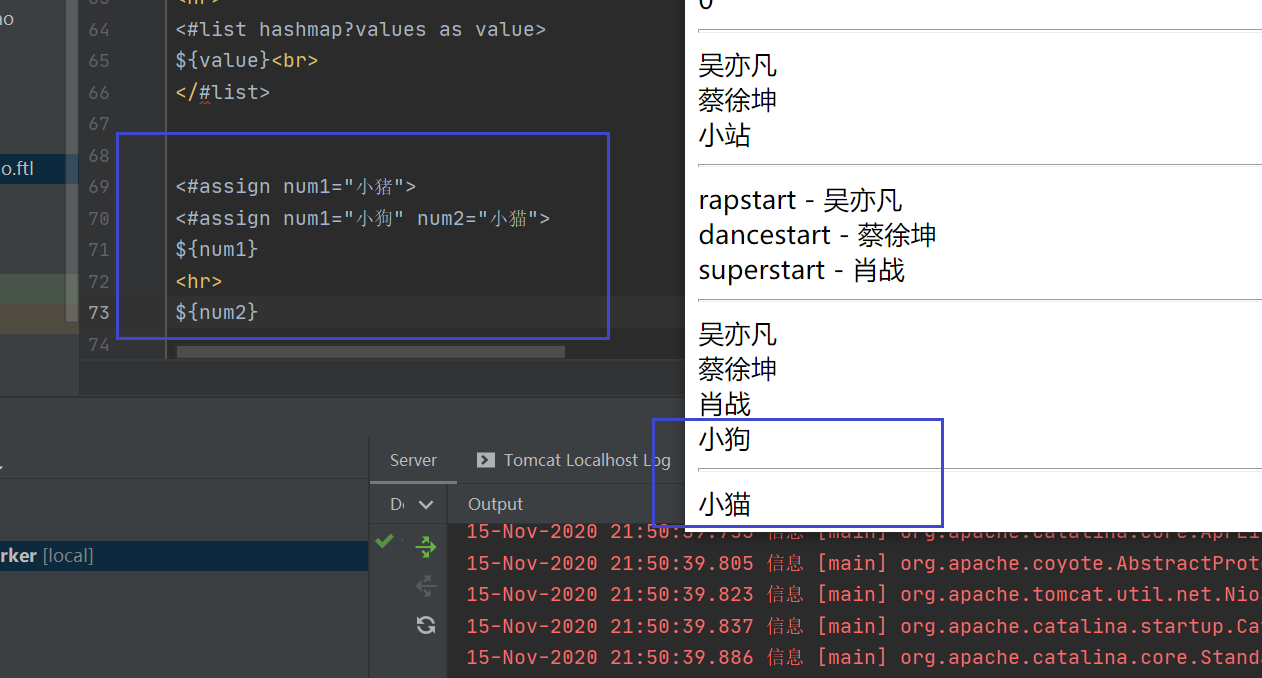 64 <#list hashmap?values as value>
65 ${value}<br>
66 </#list>
67
68
69 <#assign num1="小猪">
70 <#assign num1="小狗" num2="小猫">
71 ${num1}
72 <hr>
73 ${num2}
74
o.ftl
吴亦凡
蔡徐坤
小站
rapstart - 吴亦凡
dancestart - 蔡徐坤
superstart - 肖战
吴亦凡
蔡徐坤
肖战
小狗
小猫
Server
Tomcat Localhost Log
Output
rker [local]
15-Nov-2020 21:50:39.805 信息 [main] org.apache.coyote.AbstractProt
15-Nov-2020 21:50:39.823 信息 [main] org.apache.tomcat.util.net.Nio
15-Nov-2020 21:50:39.837 信息 [main] org.apache.catalina.startup.Ca
15-Nov-2020 21:50:39.886 信息 [main] org.apache.catalina.core.Stand